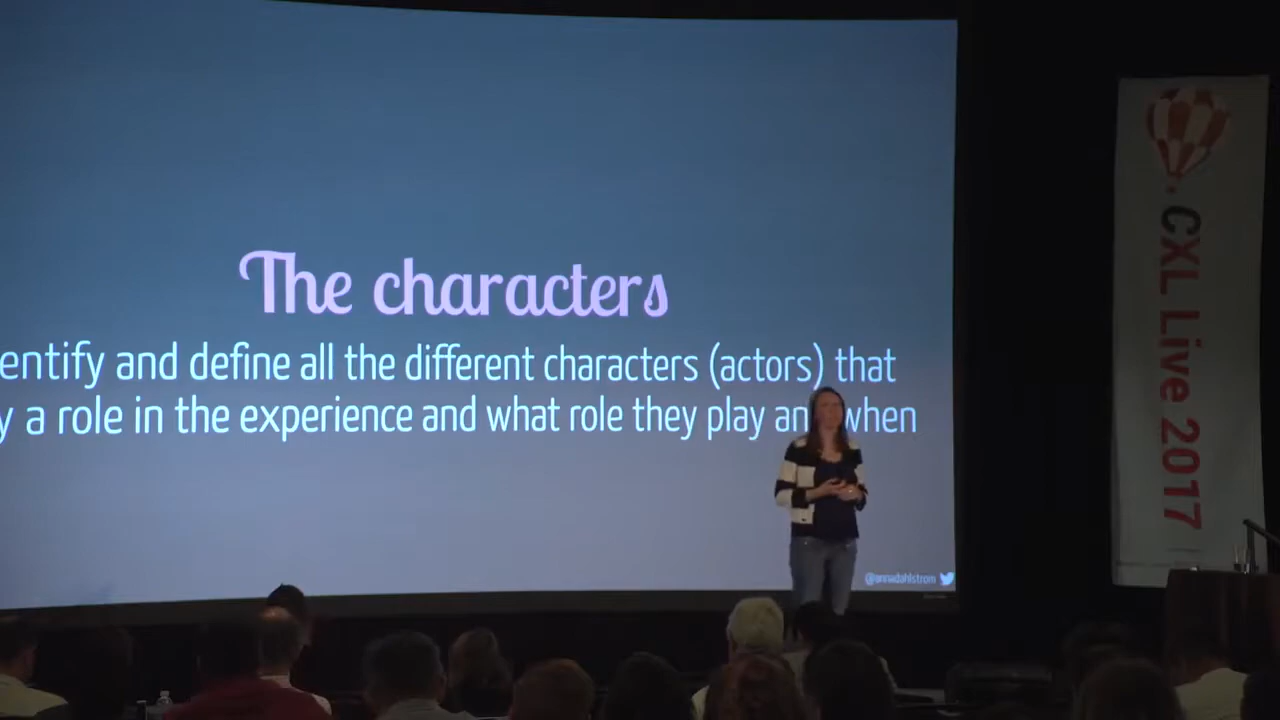 The characters
entify and define all the different characters (actors) that
y a role in the experience and what role they play an when
@annadahlstrom
CXL Live 2017